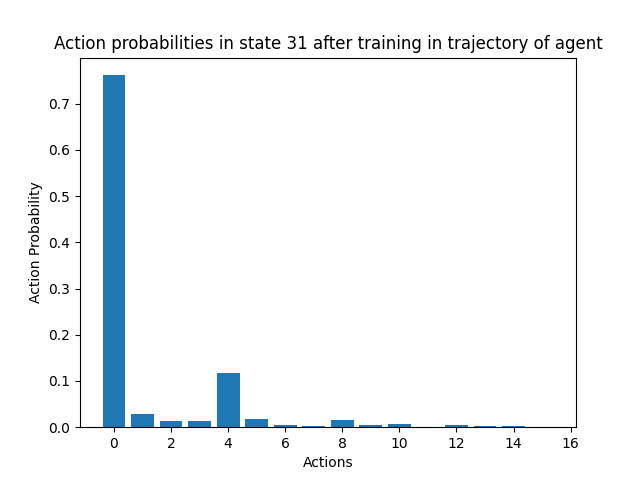 Action probabilities in state 31 after training in trajectory of agent
Action Probability
0.7
0.6
0.5
0.4
0.3
0.2
0.1
0.0
0 2 4 6 8 10 12 14 16
Actions